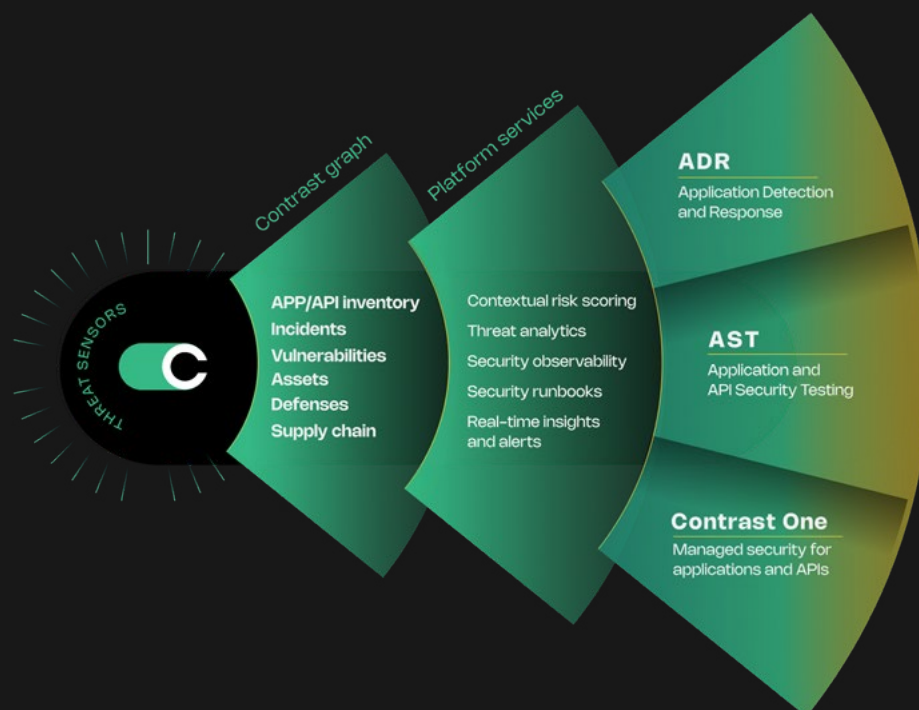 THREAT SENSORS
Contrast graph
APP/API inventory
Incidents
Vulnerabilities
Assets
Defenses
Supply chain
Platform services
Contextual risk scoring
Threat analytics
Security observability
Security runbooks
Real-time insights
and alerts
ADR
Application Detection
and Response
AST
Application and
API Security Testing
Contrast One
Managed security for
applications and APIs